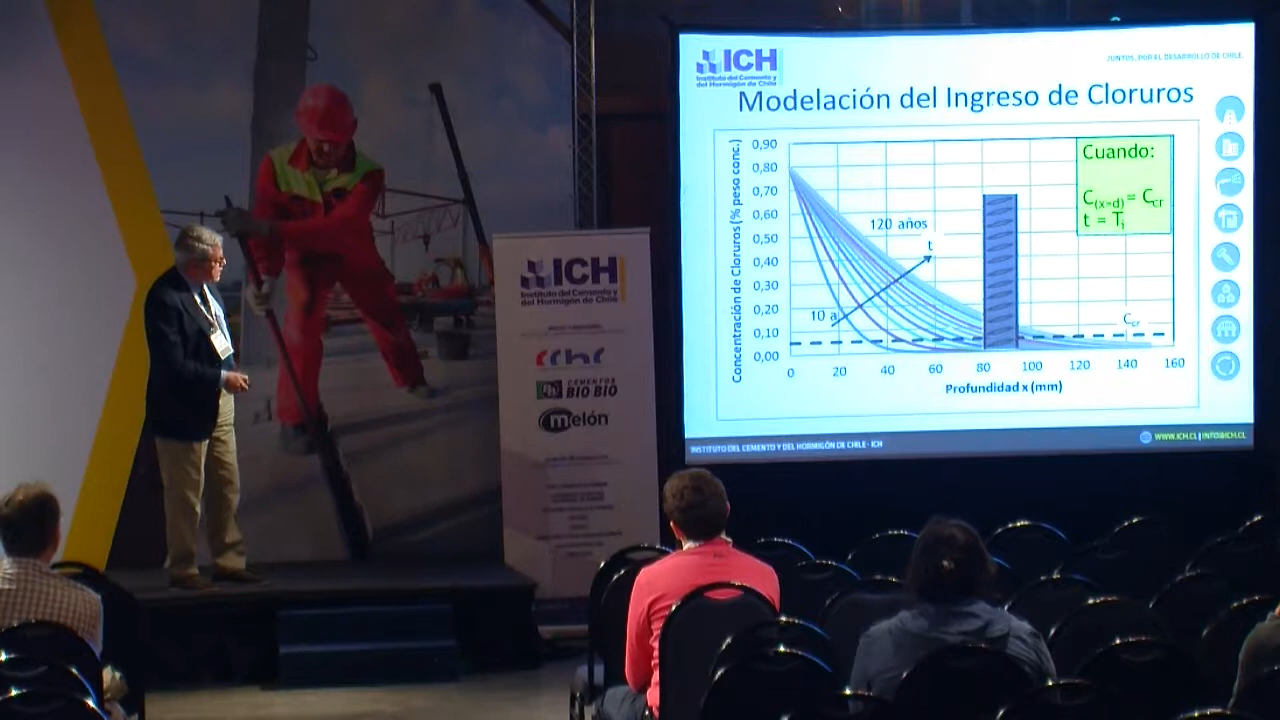 ICH
Instituto del Cemento y
del Hormigón de Chile
JUNTOS, POR EL DESARROLLO DE CHILE.
Modelación del Ingreso de Cloruros
Concentración de Cloruros (% peso conc.)
0,90
0,80
0,70
0,60
0,50
0,40
0,30
0,20
0,10
0,00
120 años
t
10 a
Cuando:
C(x=d) = Ccr
t = Ti
Ccr
0
20
40
60
80
100
120
140
160
Profundidad x (mm)
INSTITUTO DEL CEMENTO Y DEL HORMIGÓN DE CHILE - ICH
WWW.ICH.CL | INFO@ICH.CL
ICH
Instituto del Cemento y
del Hormigón de Chile
CEMENTOS
BIO BIO
melón